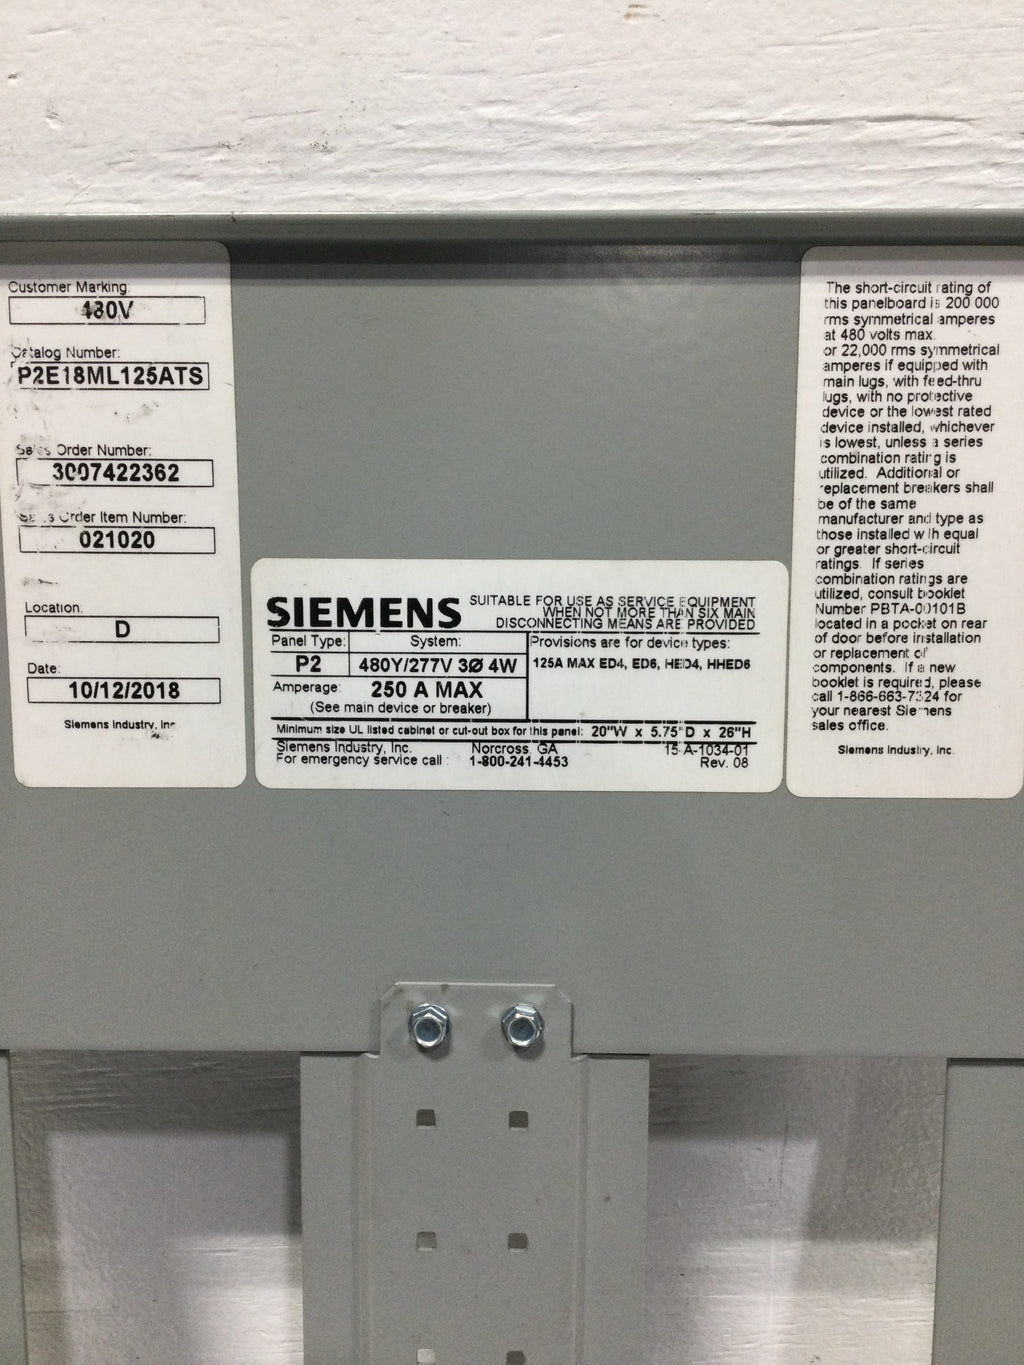 Customer Marking:
480V
Catalog Number:
P2E18ML125ATS
Sales Order Number:
3007422362
Sales Order Item Number:
021020
Location:
D
Date:
10/12/2018
Siemens Industry, Inc.
SIEMENS
SUITABLE FOR USE AS SERVICE EQUIPMENT
WHEN NOT MORE THAN SIX MAIN
DISCONNECTING MEANS ARE PROVIDED
Panel Type: System:
P2 480Y/277V 3Ø 4W
Amperage: 250 A MAX
(See main device or breaker)
Provisions are for device types:
125A MAX ED4, ED6, HED4, HHED6
Minimum size UL listed cabinet or cut-out box for this panel: 20"W x 5.75"D x 26"H
Siemens Industry, Inc. Norcross, GA 15-A-1034-01
For emergency service call : 1-800-241-4453 Rev. 08
The short-circuit rating of
this panelboard is 200 000
rms symmetrical amperes
at 480 volts max.
or 22,000 rms symmetrical
amperes if equipped with
main lugs, with feed-thru
lugs, with no protective
device or the lowest rated
device installed, whichever
is lowest, unless a series
combination rating is
utilized. Additional or
replacement breakers shall
be of the same
manufacturer and type as
those installed with equal
or greater short-circuit
ratings. If series
combination ratings are
utilized, consult booklet
Number PBTA-00101B
located in a pocket on rear
of door before installation
or replacement of
components. If a new
booklet is required, please
call 1-866-663-7324 for
your nearest Siemens
sales office.
Siemens Industry, Inc.